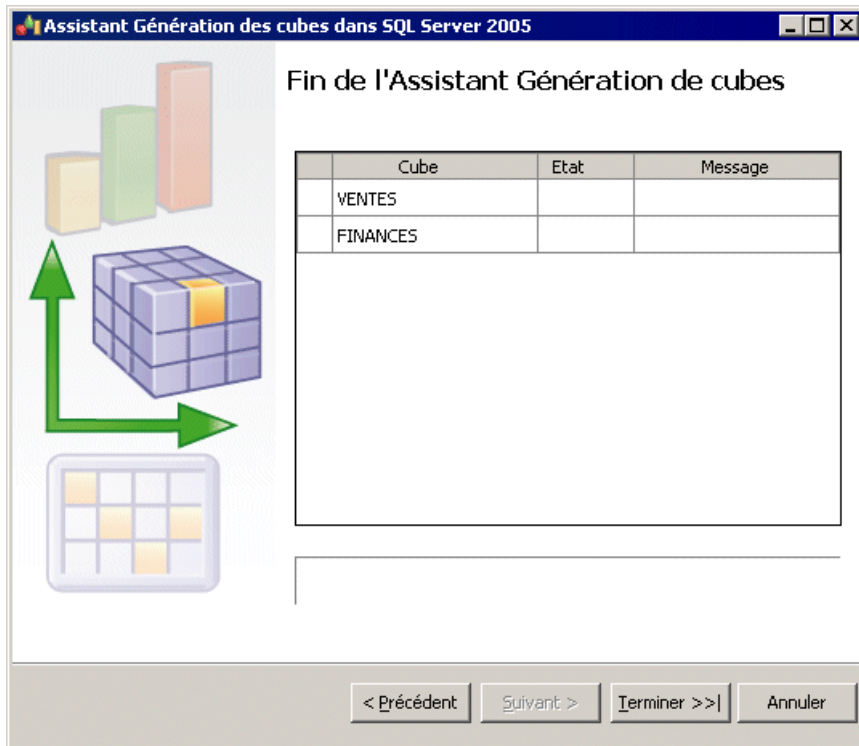 Assistant Génération des cubes dans SQL Server 2005
Fin de l'Assistant Génération de cubes
Cube Etat Message
VENTES
FINANCES
< Précédent Suivant > Terminer >>| Annuler